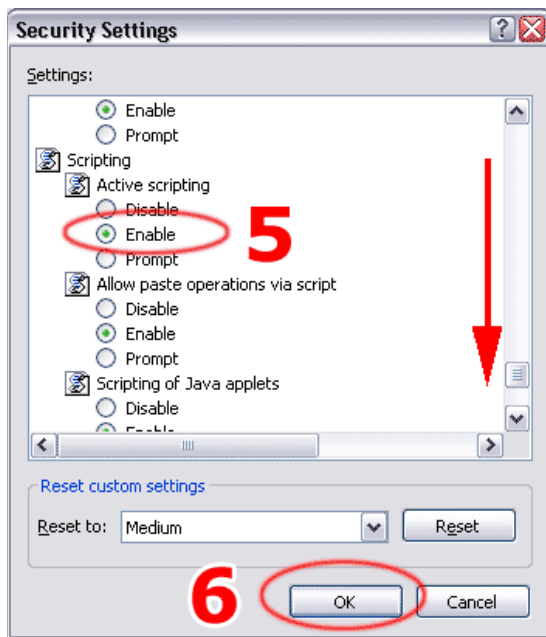 Security Settings
Settings:
Enable
Prompt
Scripting
Active scripting
Disable
Enable
5
Prompt
Allow paste operations via script
Disable
Enable
Prompt
Scripting of Java applets
Disable
Enable
Reset custom settings
Reset to: Medium Reset
6 OK Cancel